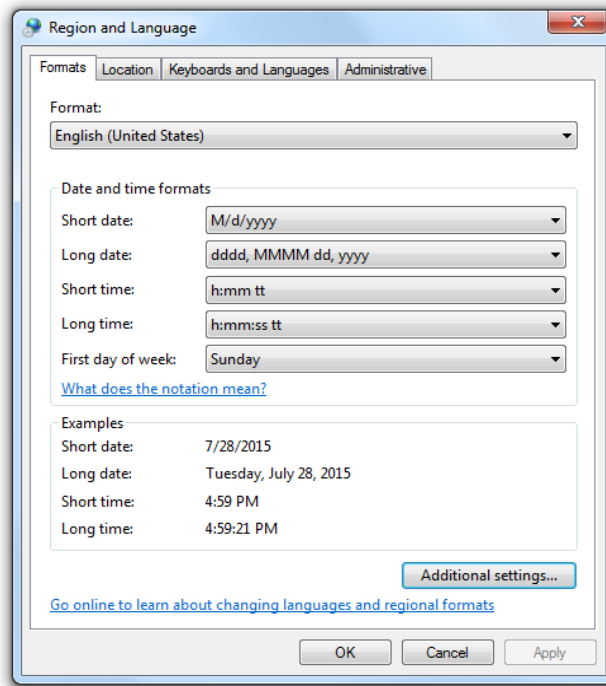 Region and Language
Formats Location Keyboards and Languages Administrative
Format:
English (United States)
Date and time formats
Short date: M/d/yyyy
Long date: dddd, MMMM dd, yyyy
Short time: h:mm tt
Long time: h:mm:ss tt
First day of week: Sunday
What does the notation mean?
Examples
Short date: 7/28/2015
Long date: Tuesday, July 28, 2015
Short time: 4:59 PM
Long time: 4:59:21 PM
Additional settings...
Go online to learn about changing languages and regional formats
OK Cancel Apply